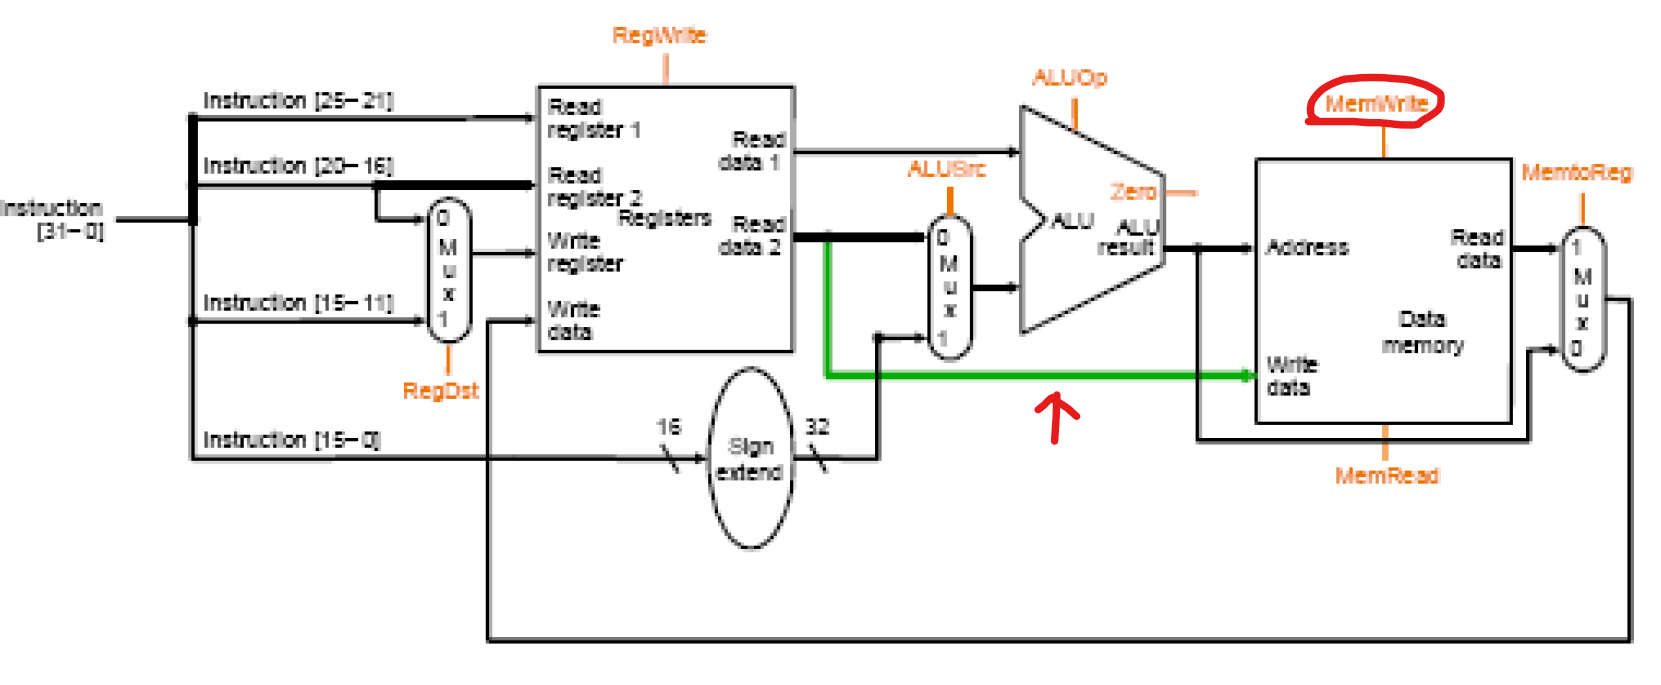 RegWrite
ALUOp
MemWrite
Instruction [25-21]
Read
register 1
Read
data 1
Instruction [20-16]
Read
register 2
Registers
ALUSrc
Zero
MemtoReg
Instruction
[31-0]
0
M
u
x
1
Write
register
Read
data 2
0
M
u
x
1
ALU
ALU
result
Address
Read
data
1
M
u
x
0
Instruction [15-11]
Write
data
Data
memory
Write
data
RegDst
Instruction [15-0]
16
Sign
extend
32
MemRead